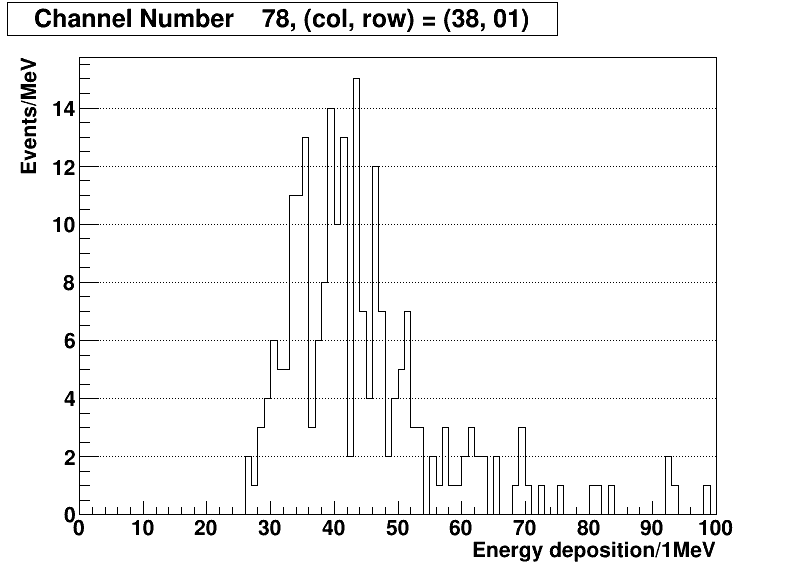 Channel Number 78, (col, row) = (38, 01)
Events/MeV
14
12
10
8
6
4
2
0
0 10 20 30 40 50 60 70 80 90 100
Energy deposition/1MeV